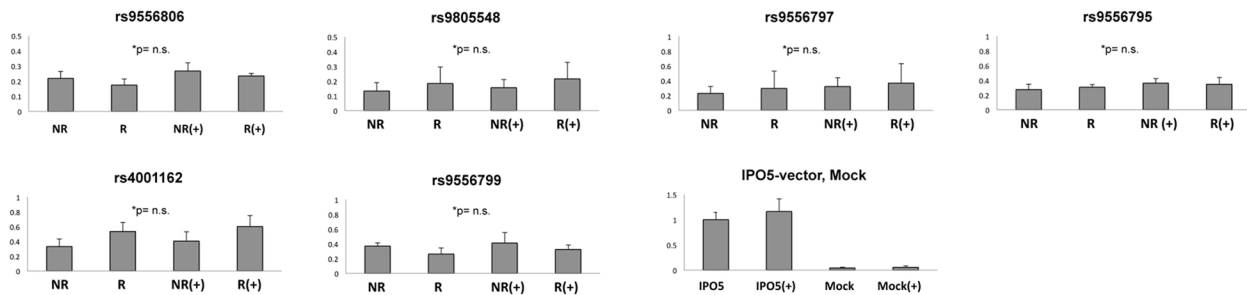 rs9556806
0.5
0.4
0.3
0.2
0.1
0
*p= n.s.
NR R NR(+) R(+)
rs9805548
0.5
0.4
0.3
0.2
0.1
0
*p= n.s.
NR R NR(+) R(+)
rs9556797
1
0.8
0.6
0.4
0.2
0
*p= n.s.
NR R NR(+) R(+)
rs9556795
1
0.8
0.6
0.4
0.2
0
*p= n.s.
NR R NR (+) R(+)
rs4001162
1
0.8
0.6
0.4
0.2
0
*p= n.s.
NR R NR(+) R(+)
rs9556799
1
0.8
0.6
0.4
0.2
0
*p= n.s.
NR R NR(+) R(+)
IPO5-vector, Mock
1.5
1
0.5
0
IPO5 IPO5(+) Mock Mock(+)